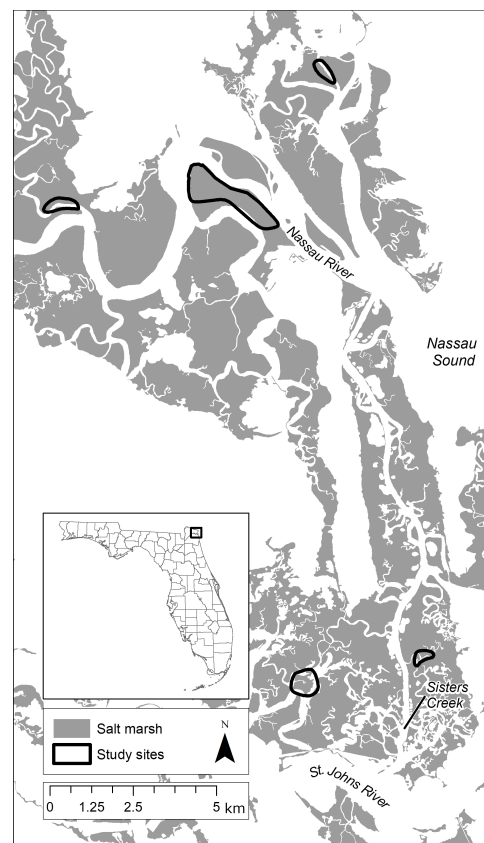 Nassau River
Nassau
Sound
Sisters
Creek
St. Johns River
Salt marsh
Study sites
N
0 1.25 2.5 5 km